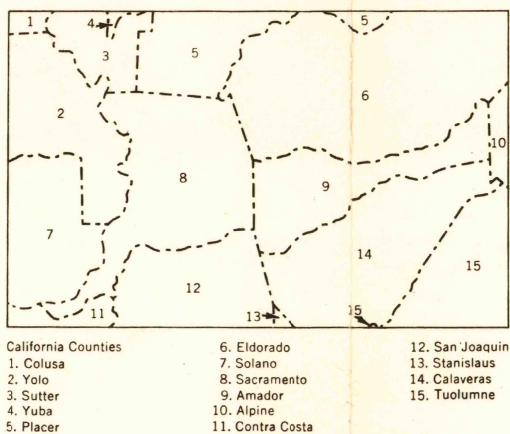 1
4
5
3
5
6
2
10
8
9
7
14
15
12
11
13
15
California Counties
1. Colusa
2. Yolo
3. Sutter
4. Yuba
5. Placer
6. Eldorado
7. Solano
8. Sacramento
9. Amador
10. Alpine
11. Contra Costa
12. San Joaquin
13. Stanislaus
14. Calaveras
15. Tuolumne